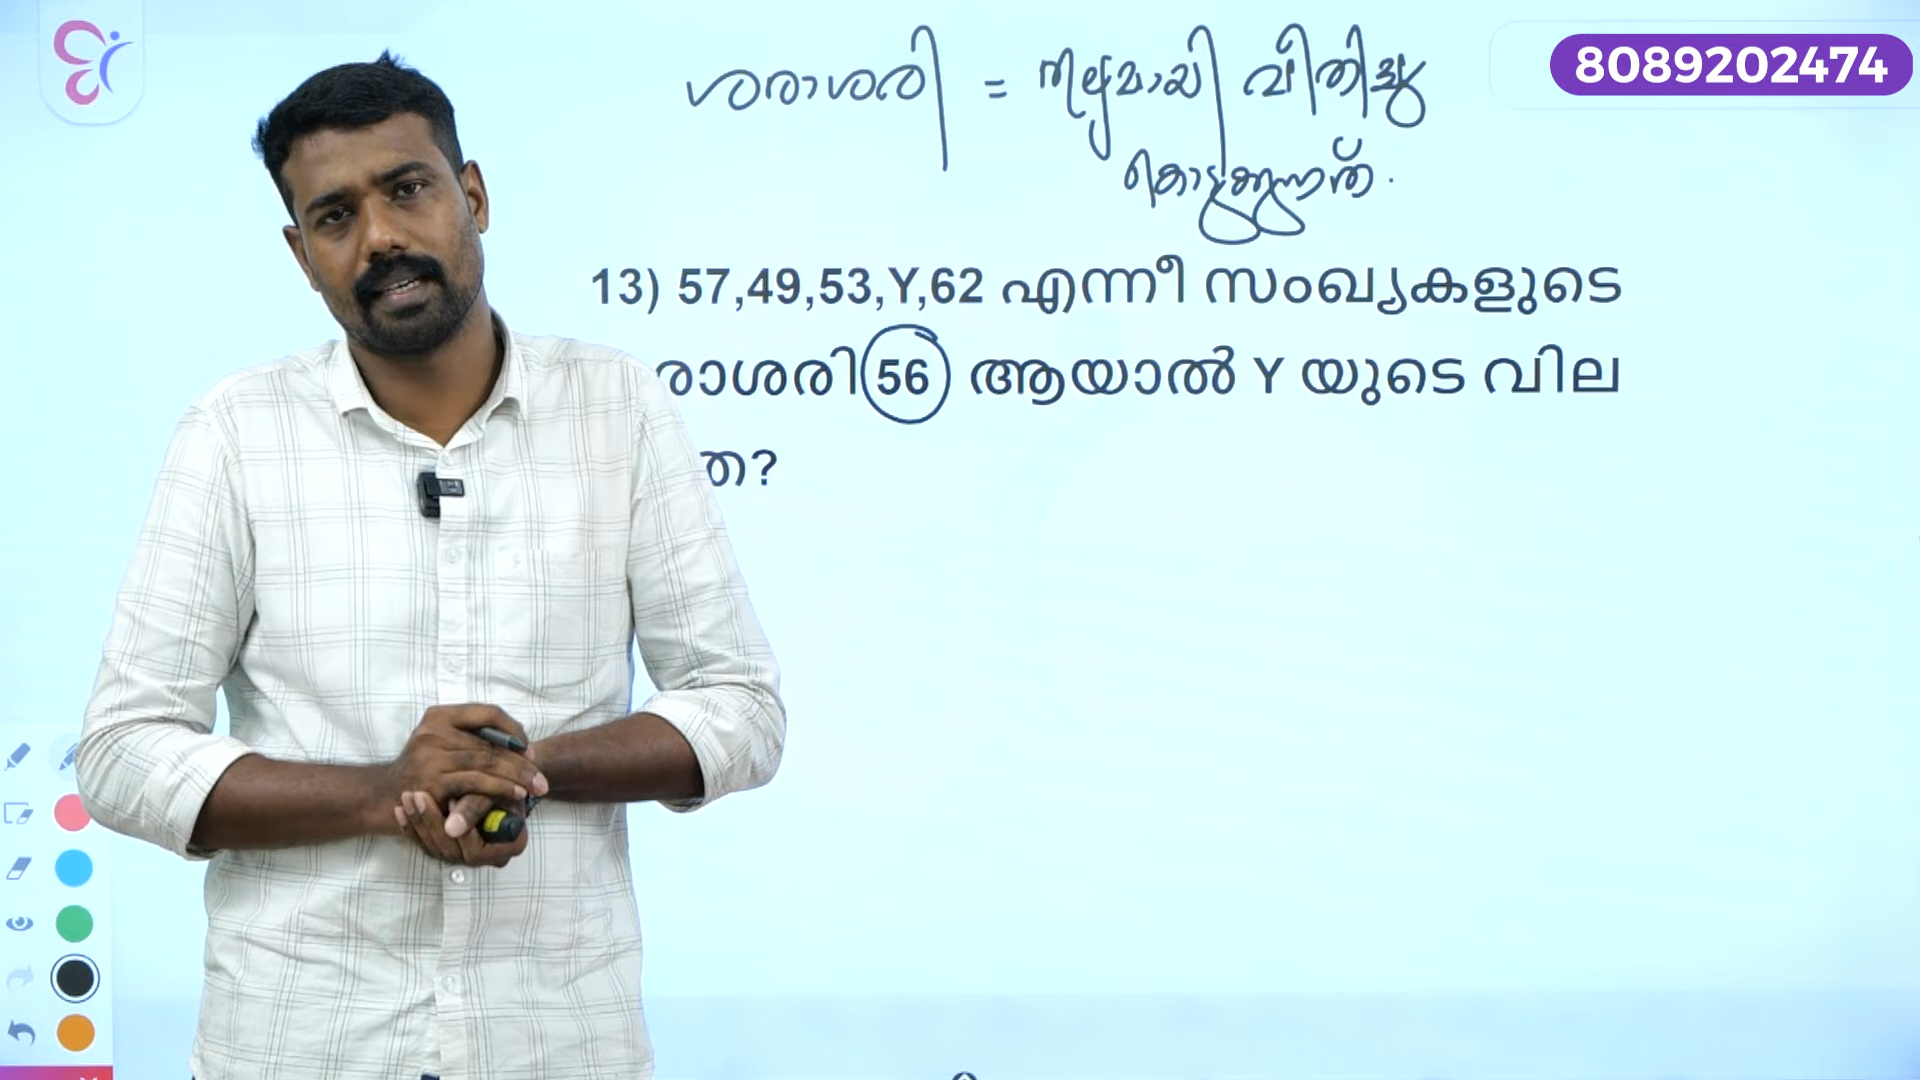 8089202474
ശരാശരി = തുല്യമായി വീതിച്ചു
കൊടുക്കുന്നത്.
13) 57,49,53,Y,62 എന്നീ സംഖ്യകളുടെ
രാശരി 56 ആയാൽ Y യുടെ വില
ത?